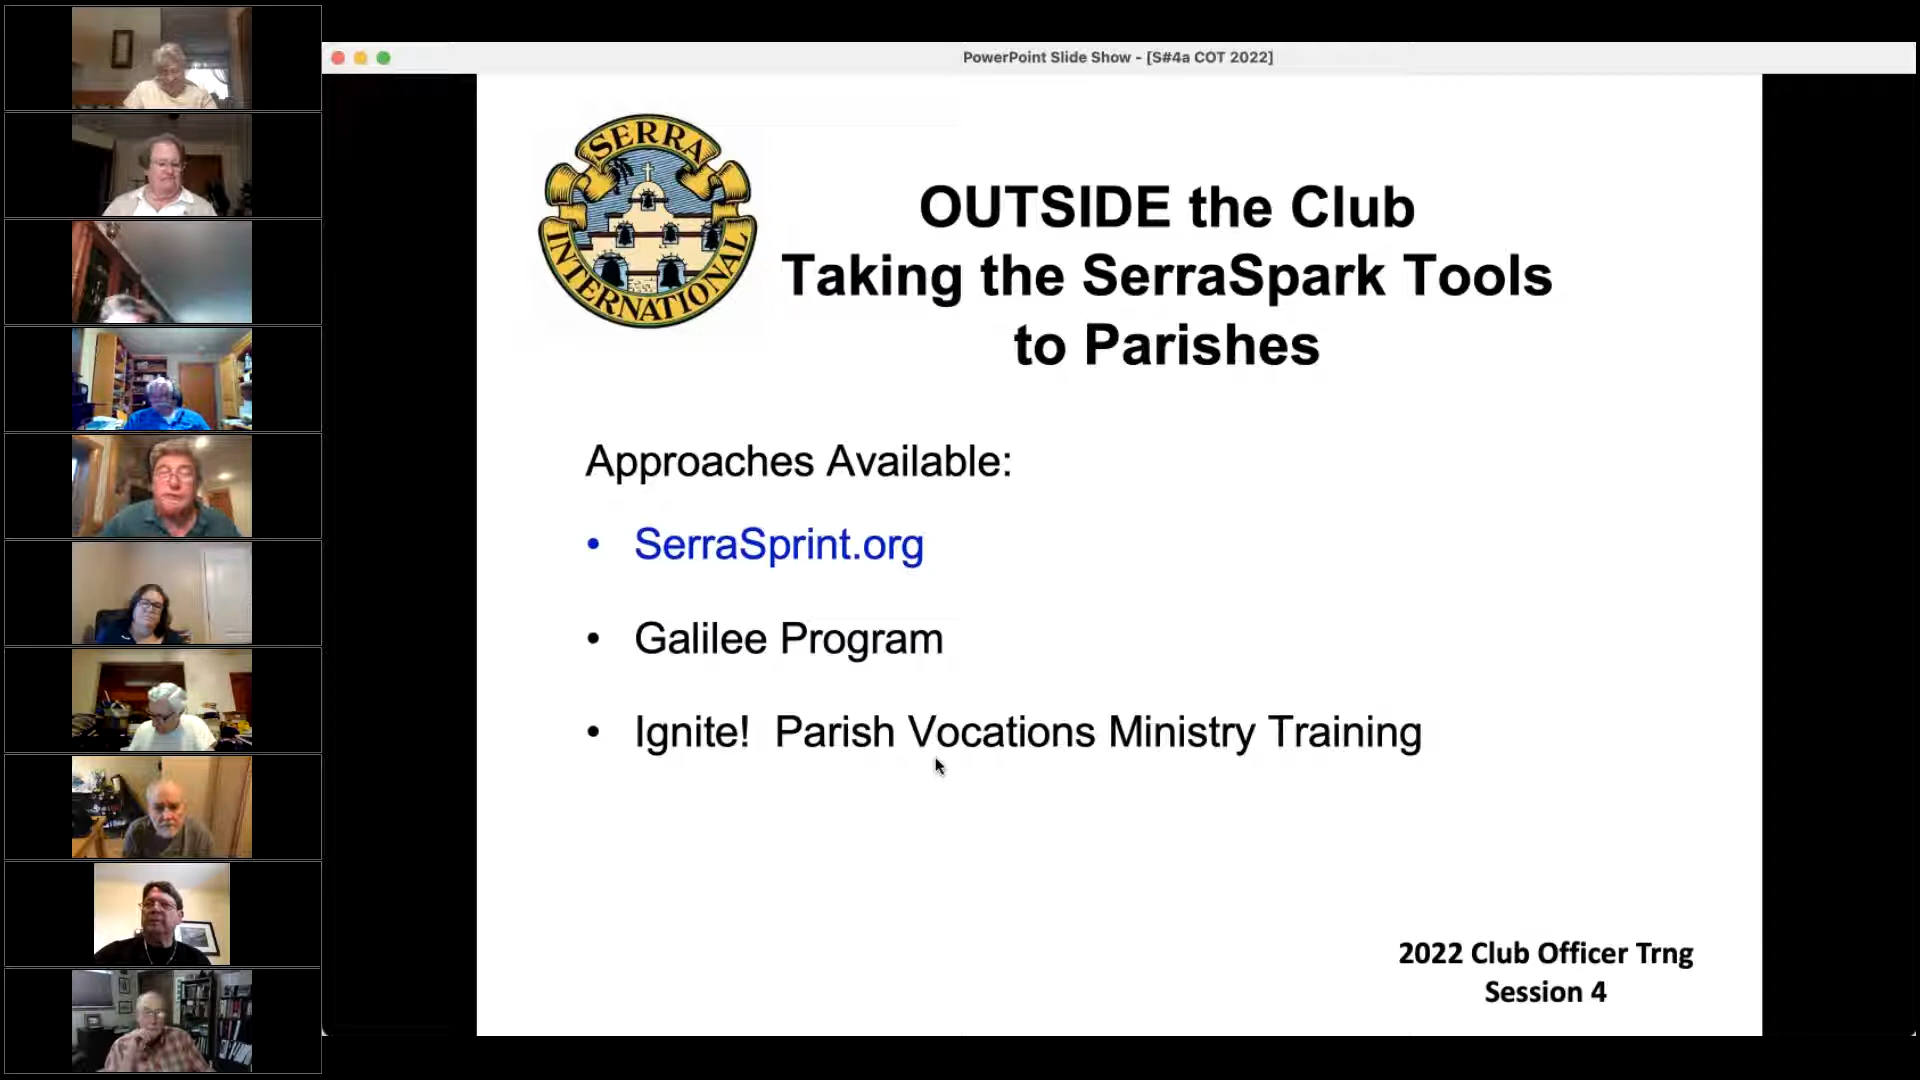 PowerPoint Slide Show - [S#4a COT 2022]
SERRA
INTERNATIONAL
OUTSIDE the Club
Taking the SerraSpark Tools
to Parishes
Approaches Available:
• SerraSprint.org
• Galilee Program
• Ignite!  Parish Vocations Ministry Training
2022 Club Officer Trng
Session 4